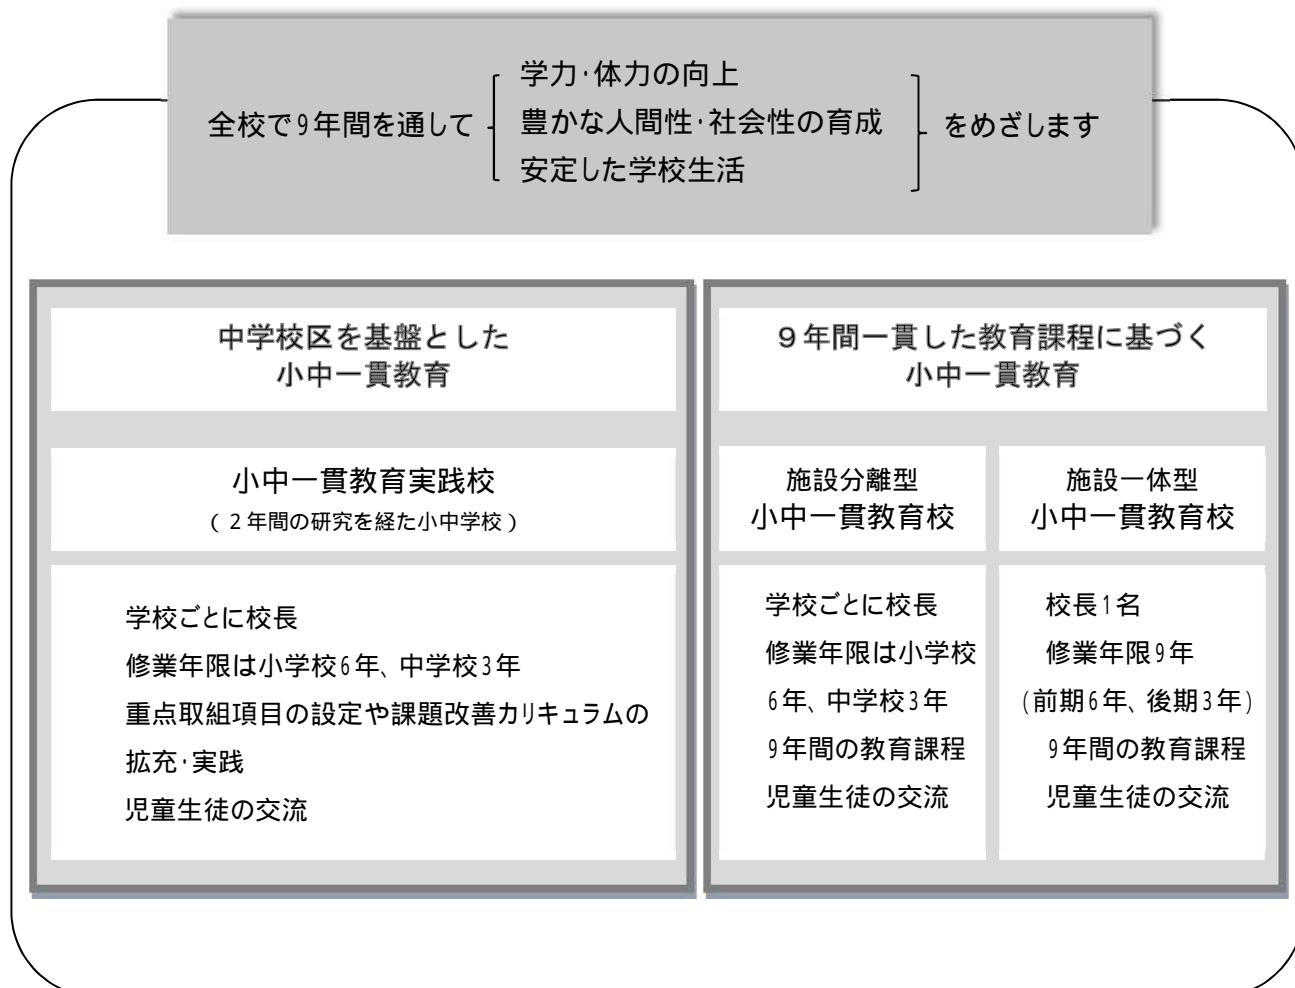 全校で9年間を通して
学力・体力の向上
豊かな人間性・社会性の育成
安定した学校生活
をめざします
中学校区を基盤とした
小中一貫教育
小中一貫教育実践校
(2年間の研究を経た小中学校)
学校ごとに校長
修業年限は小学校6年、中学校3年
重点取組項目の設定や課題改善カリキュラムの
拡充・実践
児童生徒の交流
9年間一貫した教育課程に基づく
小中一貫教育
施設分離型
小中一貫教育校
学校ごとに校長
修業年限は小学校
6年、中学校3年
9年間の教育課程
児童生徒の交流
施設一体型
小中一貫教育校
校長1名
修業年限9年
(前期6年、後期3年)
9年間の教育課程
児童生徒の交流